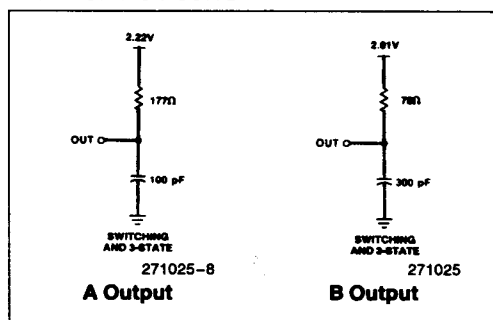 2.22V
177Ω
OUT
100 pF
SWITCHING
AND 3-STATE
271025-8
A Output
2.81V
78Ω
OUT
300 pF
SWITCHING
AND 3-STATE
271025
B Output